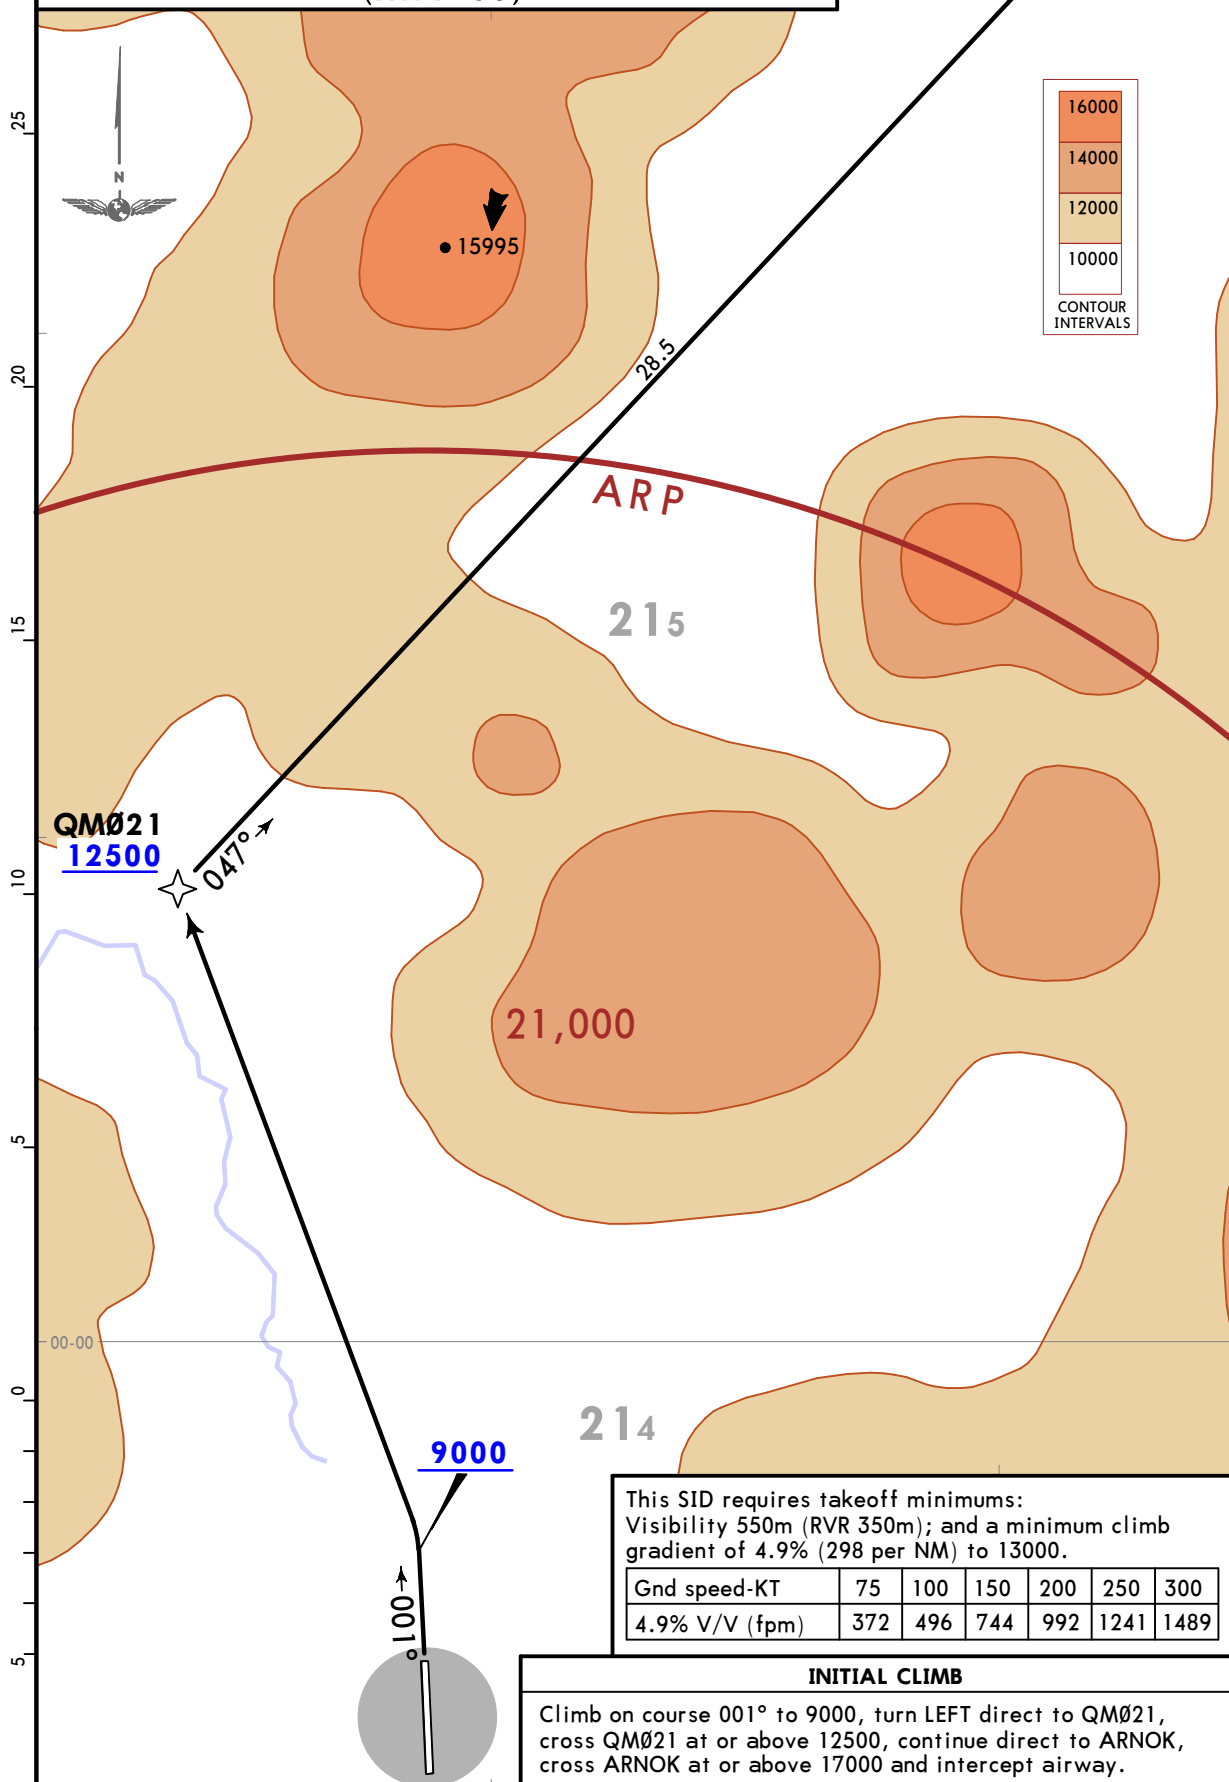 25
N
15995
16000
14000
12000
10000
CONTOUR
INTERVALS
20
28.5
ARP
215
15
QMØ21
12500
047°
10
21,000
5
00-00
0
214
9000
001°
5
This SID requires takeoff minimums:
Visibility 550m (RVR 350m); and a minimum climb
gradient of 4.9% (298 per NM) to 13000.
Gnd speed-KT 75 100 150 200 250 300
4.9% V/V (fpm) 372 496 744 992 1241 1489
INITIAL CLIMB
Climb on course 001° to 9000, turn LEFT direct to QMØ21,
cross QMØ21 at or above 12500, continue direct to ARNOK,
cross ARNOK at or above 17000 and intercept airway.